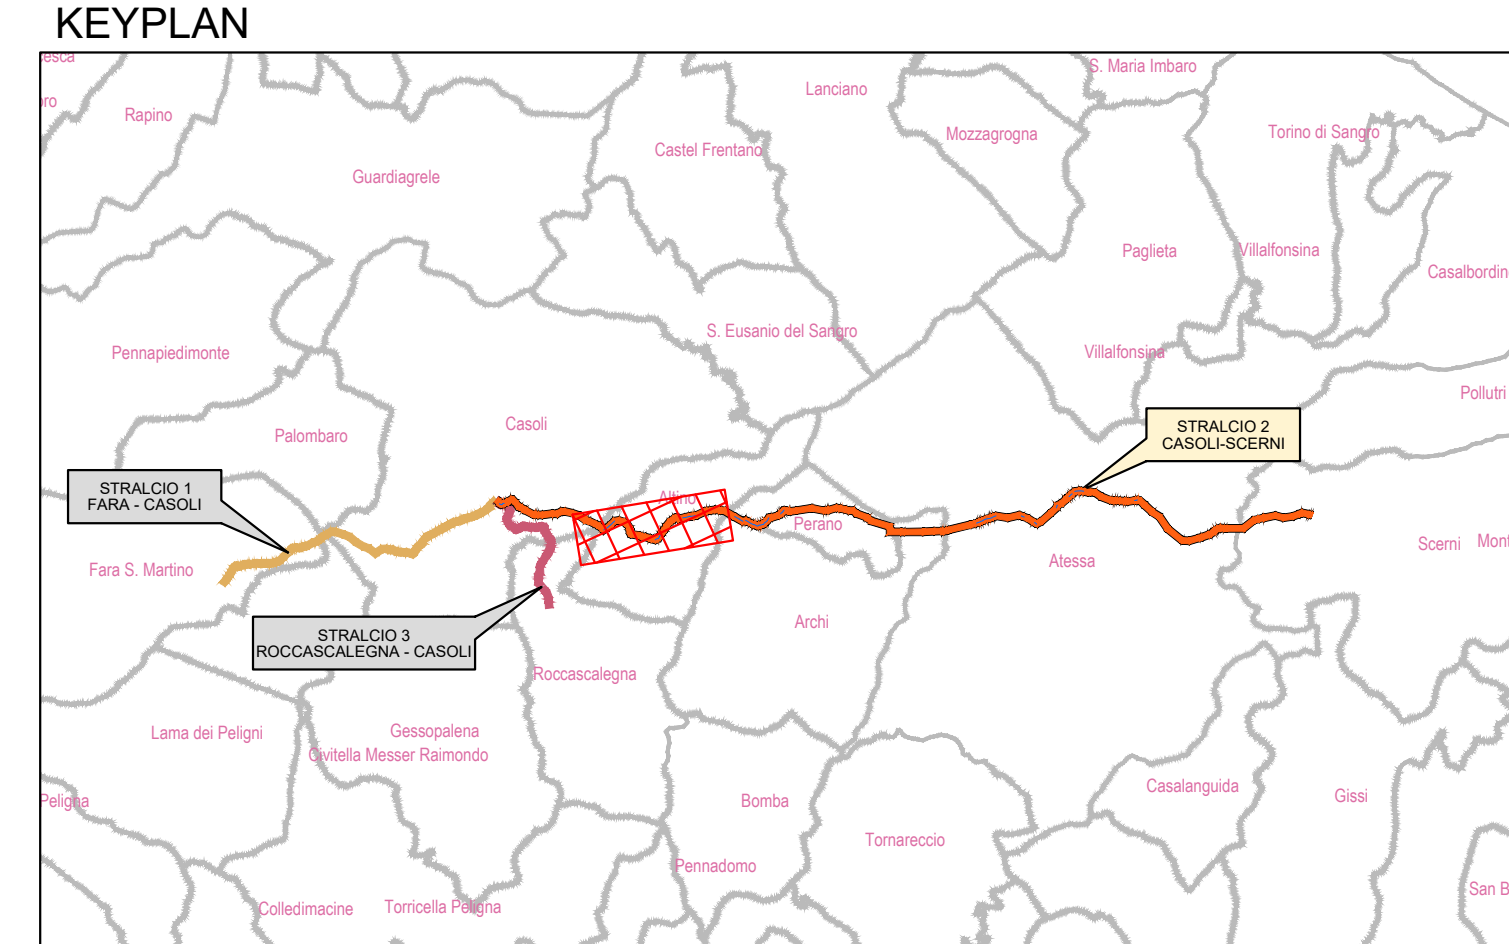 KEYPLAN
esca
oro
Rapino
Lanciano
S. Maria Imbaro
Mozzagrogna
Torino di Sangro
Castel Frentano
Guardiagrele
Paglieta
Villalfonsina
Casalbordin
S. Eusanio del Sangro
Pennapiedimonte
Villalfonsina
Pollutri
Casoli
Palombaro
STRALCIO 2
CASOLI-SCERNI
STRALCIO 1
FARA - CASOLI
Altino
Perano
Scerni
Mont
Fara S. Martino
Atessa
Archi
STRALCIO 3
ROCCASCALEGNA - CASOLI
Roccascalegna
Lama dei Peligni
Gessopalena
Civitella Messer Raimondo
Peligna
Bomba
Casalanguida
Gissi
Tornareccio
Pennadomo
San B
Colledimacine
Torricella Peligna